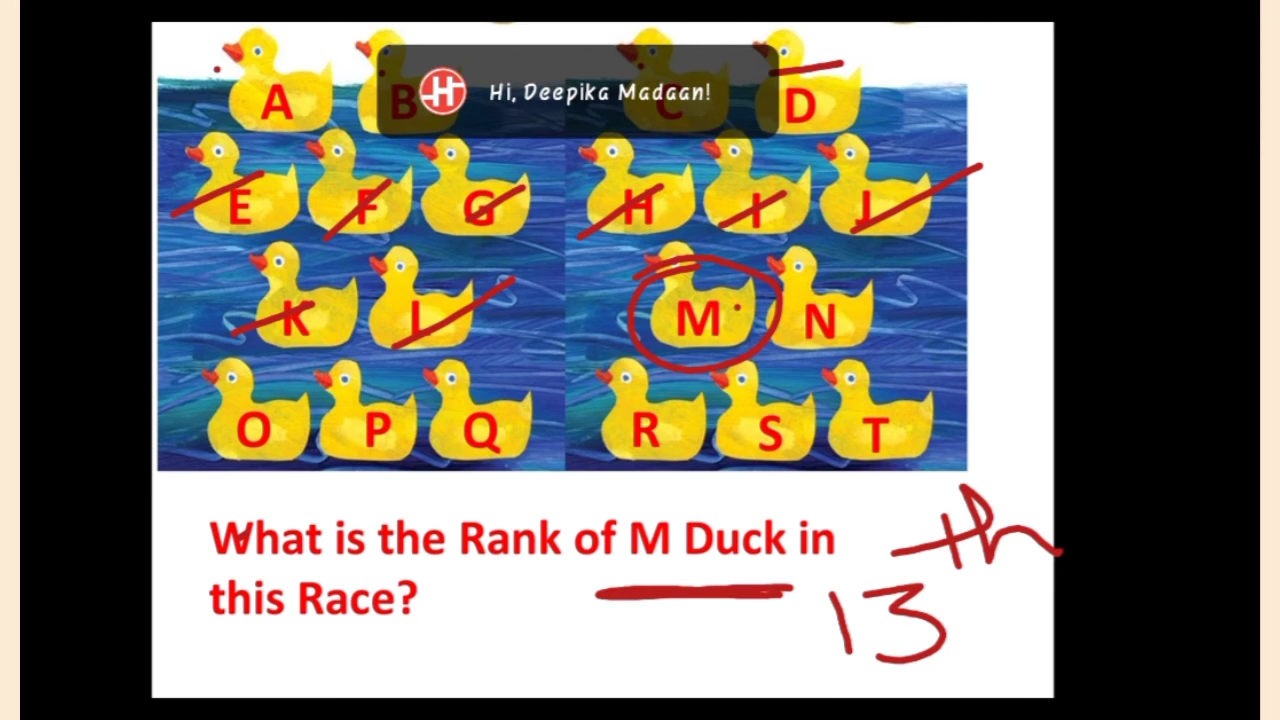 A B C D
H Hi, Deepika Madaan!
E F G H I J
K L M N
O P Q R S T
What is the Rank of M Duck in
this Race?
13th